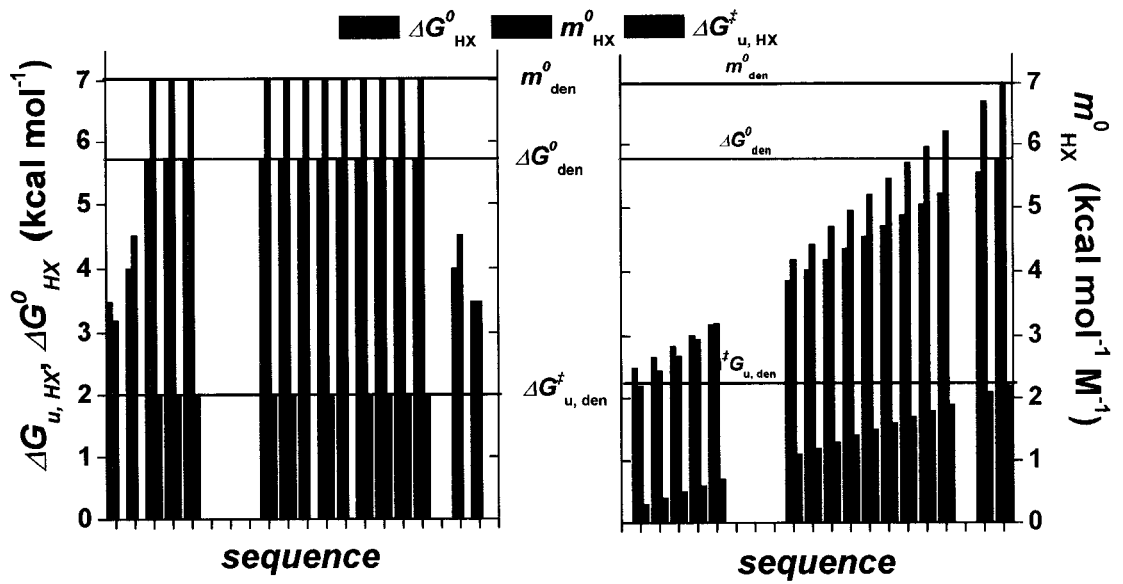 ΔG⁰HX m⁰HX ΔG‡u, HX
ΔGu, HX, ΔG⁰HX (kcal mol⁻¹)
7
6
5
4
3
2
1
0
m⁰den
ΔG⁰den
ΔG‡u, den
sequence
m⁰den
ΔG⁰den
‡Gu, den
7
6
5
4
3
2
1
0
m⁰HX (kcal mol⁻¹ M⁻¹)
sequence